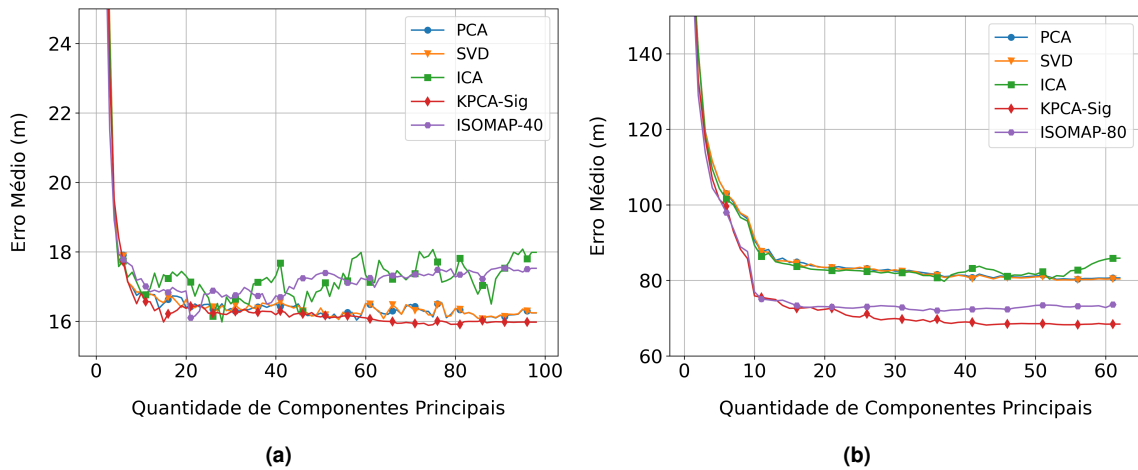 24
22
20
18
16
Erro Médio (m)
0
20
40
60
80
100
Quantidade de Componentes Principais
PCA
SVD
ICA
KPCA-Sig
ISOMAP-40
(a)
140
120
100
80
60
Erro Médio (m)
0
10
20
30
40
50
60
Quantidade de Componentes Principais
PCA
SVD
ICA
KPCA-Sig
ISOMAP-80
(b)